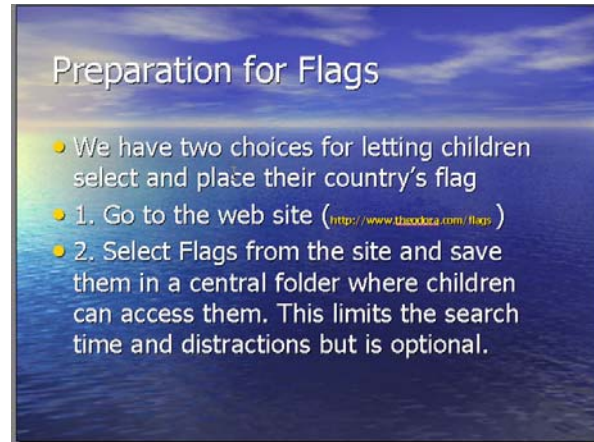 Preparation for Flags
• We have two choices for letting children
select and place their country's flag
• 1. Go to the web site (http://www.theodora.com/flags )
• 2. Select Flags from the site and save
them in a central folder where children
can access them. This limits the search
time and distractions but is optional.